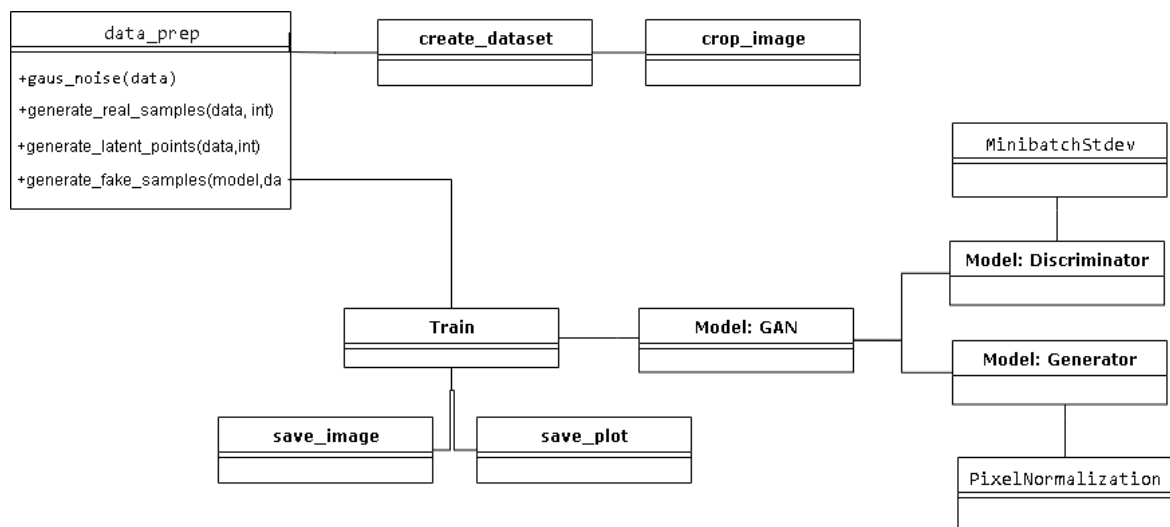 data_prep
+gaus_noise(data)
+generate_real_samples(data, int)
+generate_latent_points(data,int)
+generate_fake_samples(model,da
create_dataset
crop_image
MinibatchStdev
Model: Discriminator
Train
Model: GAN
Model: Generator
save_image
save_plot
PixelNormalization